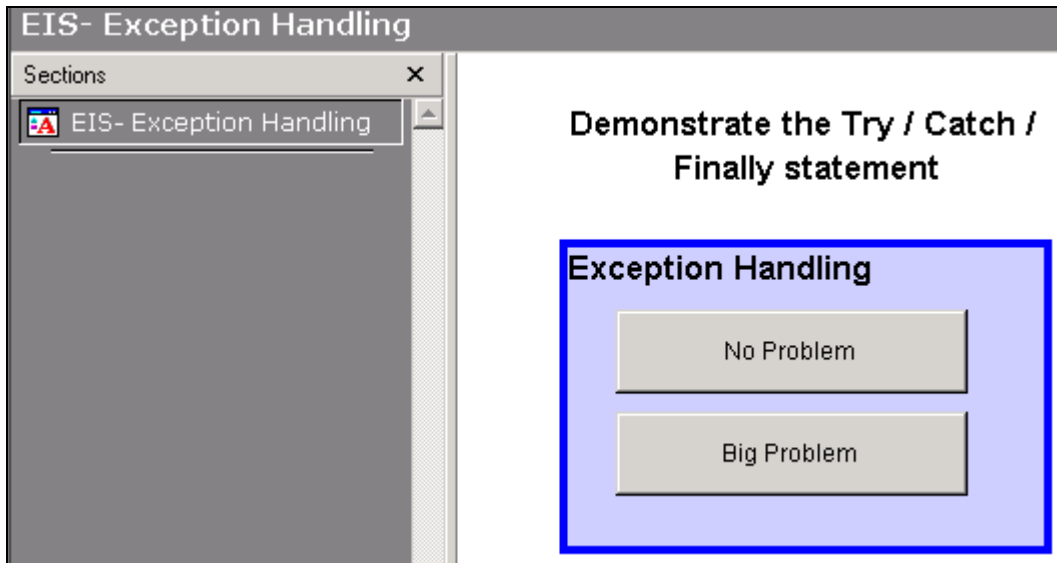 EIS- Exception Handling
Sections
EIS- Exception Handling
Demonstrate the Try / Catch /
Finally statement
Exception Handling
No Problem
Big Problem